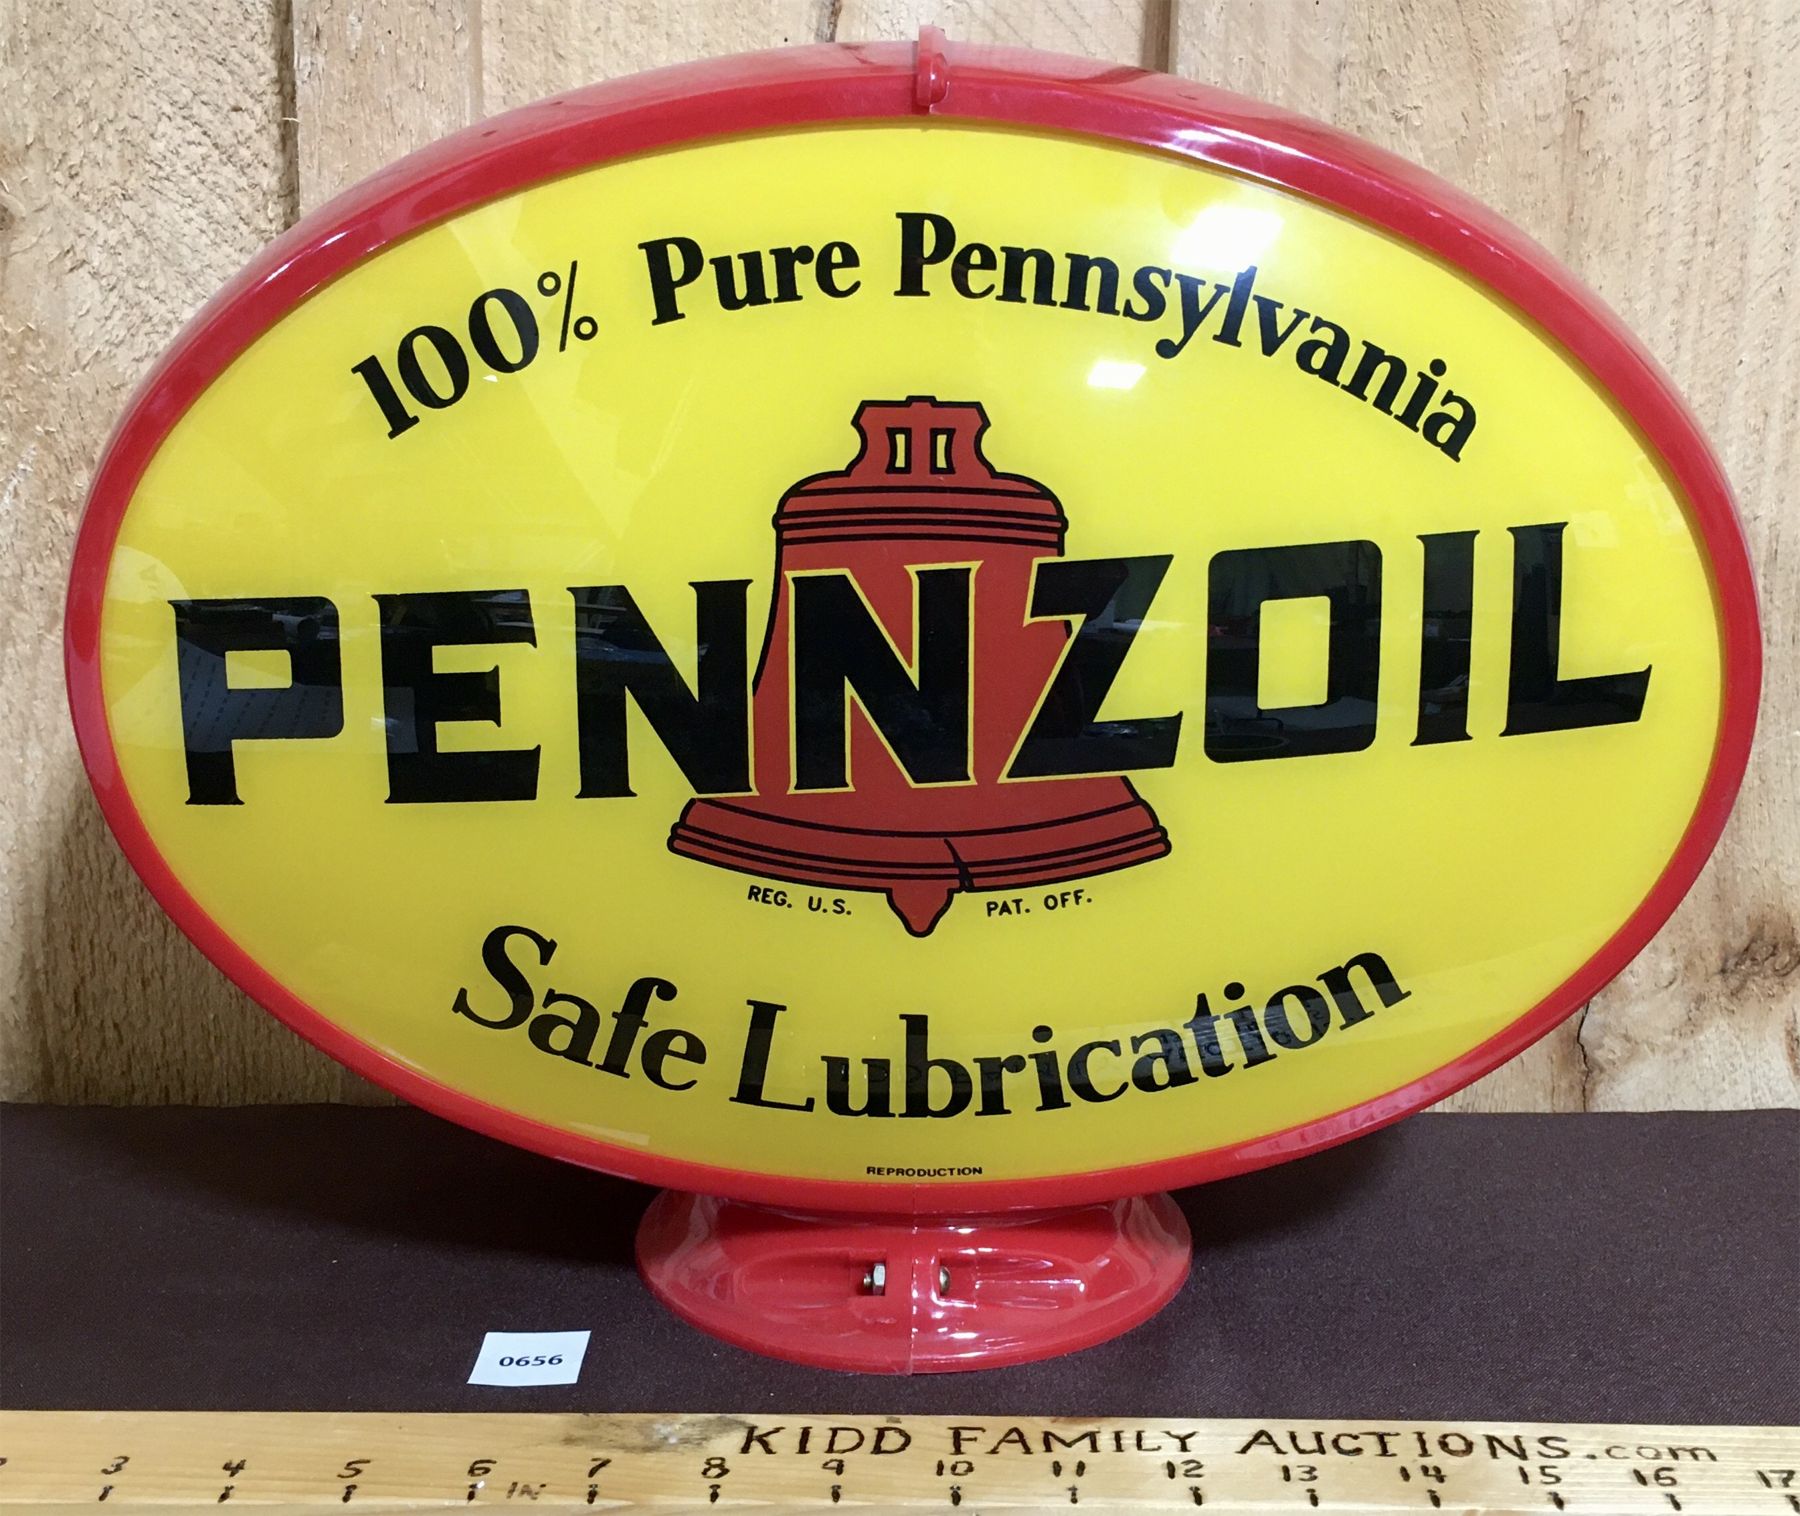 100% Pure Pennsylvania
PENNZOIL
REG. U.S. PAT. OFF.
Safe Lubrication
REPRODUCTION
0656
KIDD FAMILY AUCTIONS.com
3 4 5 6 IN 7 8 9 10 11 12 13 14 15 16 17